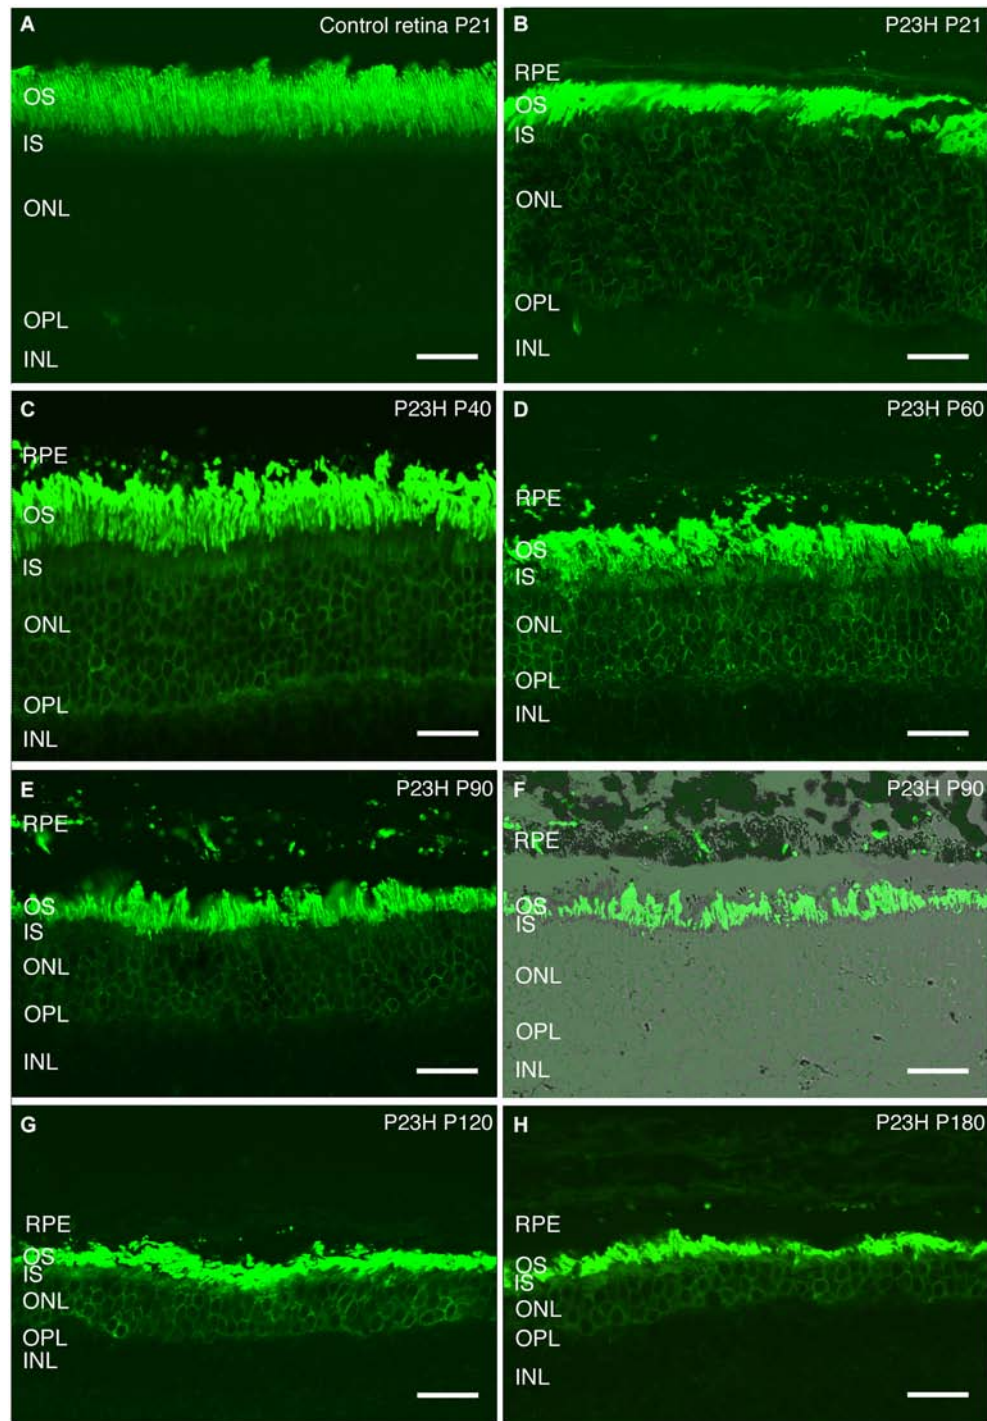 A Control retina P21
OS
IS
ONL
OPL
INL
B P23H P21
RPE
OS
IS
ONL
OPL
INL
C P23H P40
RPE
OS
IS
ONL
OPL
INL
D P23H P60
RPE
OS
IS
ONL
OPL
INL
E P23H P90
RPE
OS
IS
ONL
OPL
INL
F P23H P90
RPE
OS
IS
ONL
OPL
INL
G P23H P120
RPE
OS
IS
ONL
OPL
INL
H P23H P180
RPE
OS
IS
ONL
OPL
INL